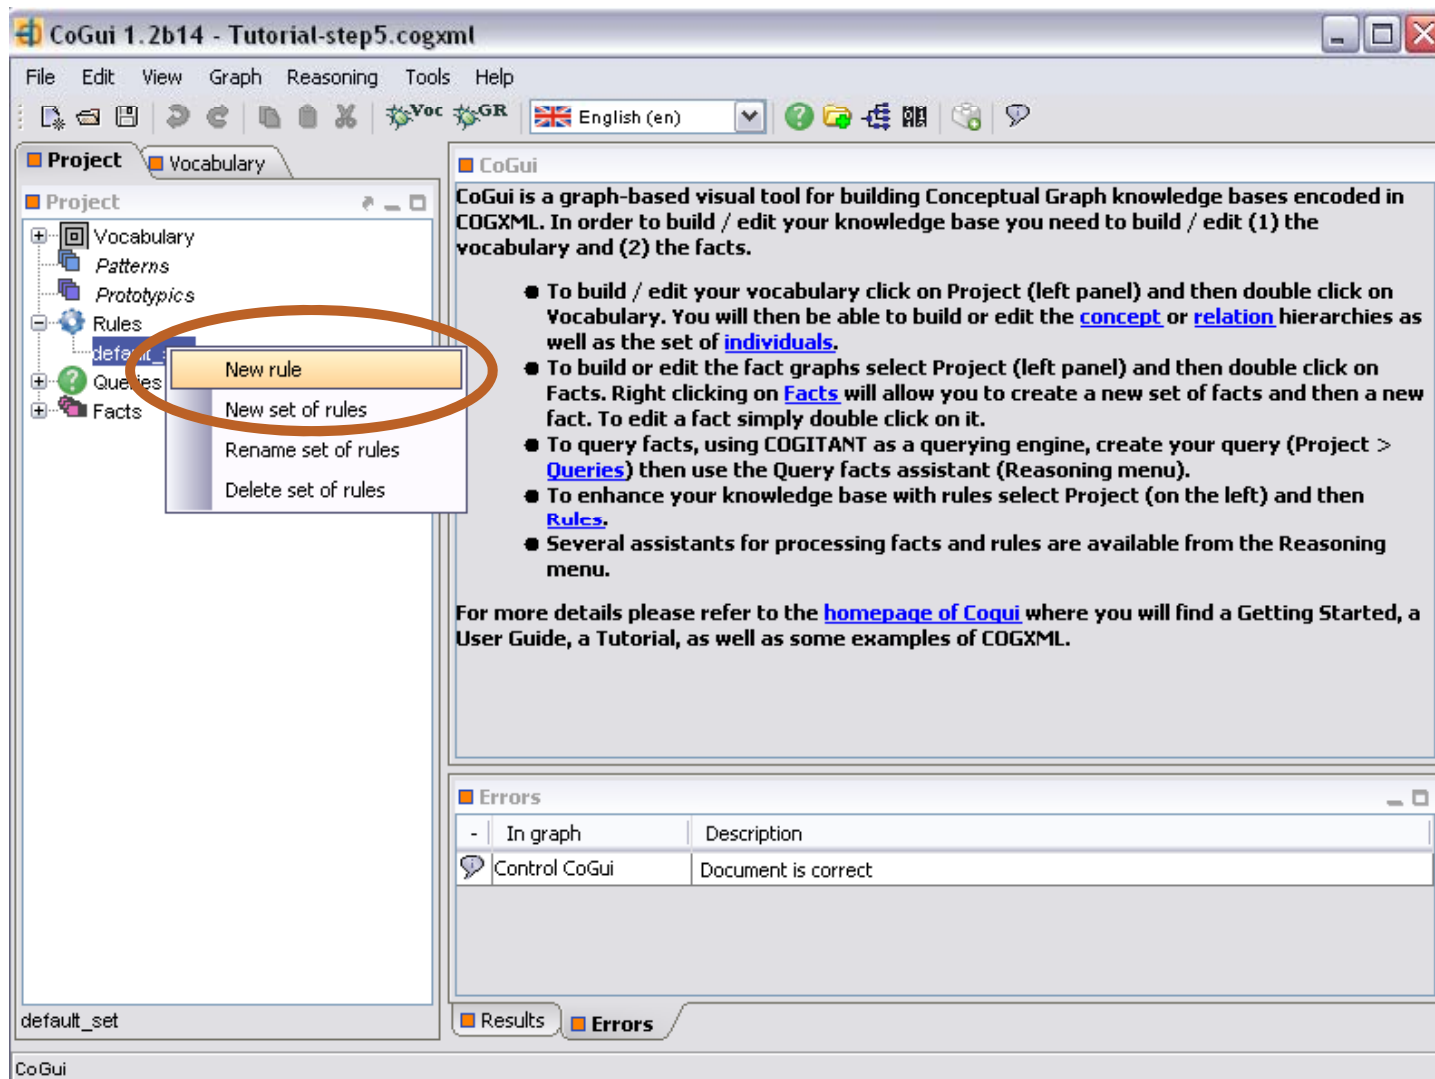 CoGui 1.2b14 - Tutorial-step5.cogxml
File Edit View Graph Reasoning Tools Help
Voc GR English (en)
Project Vocabulary
Project
Vocabulary
Patterns
Prototypics
Rules
default_s
Queries
Facts
New rule
New set of rules
Rename set of rules
Delete set of rules
default_set
CoGui
CoGui is a graph-based visual tool for building Conceptual Graph knowledge bases encoded in
COGXML. In order to build / edit your knowledge base you need to build / edit (1) the
vocabulary and (2) the facts.
● To build / edit your vocabulary click on Project (left panel) and then double click on
Vocabulary. You will then be able to build or edit the concept or relation hierarchies as
well as the set of individuals.
● To build or edit the fact graphs select Project (left panel) and then double click on
Facts. Right clicking on Facts will allow you to create a new set of facts and then a new
fact. To edit a fact simply double click on it.
● To query facts, using COGITANT as a querying engine, create your query (Project >
Queries) then use the Query facts assistant (Reasoning menu).
● To enhance your knowledge base with rules select Project (on the left) and then
Rules.
● Several assistants for processing facts and rules are available from the Reasoning
menu.
For more details please refer to the homepage of Cogui where you will find a Getting Started, a
User Guide, a Tutorial, as well as some examples of COGXML.
Errors
- In graph Description
Control CoGui Document is correct
Results Errors
CoGui